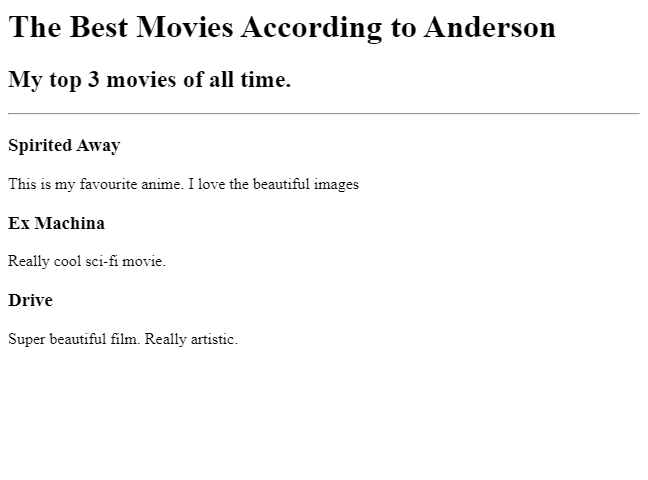 The Best Movies According to Anderson
My top 3 movies of all time.
Spirited Away
This is my favourite anime. I love the beautiful images
Ex Machina
Really cool sci-fi movie.
Drive
Super beautiful film. Really artistic.